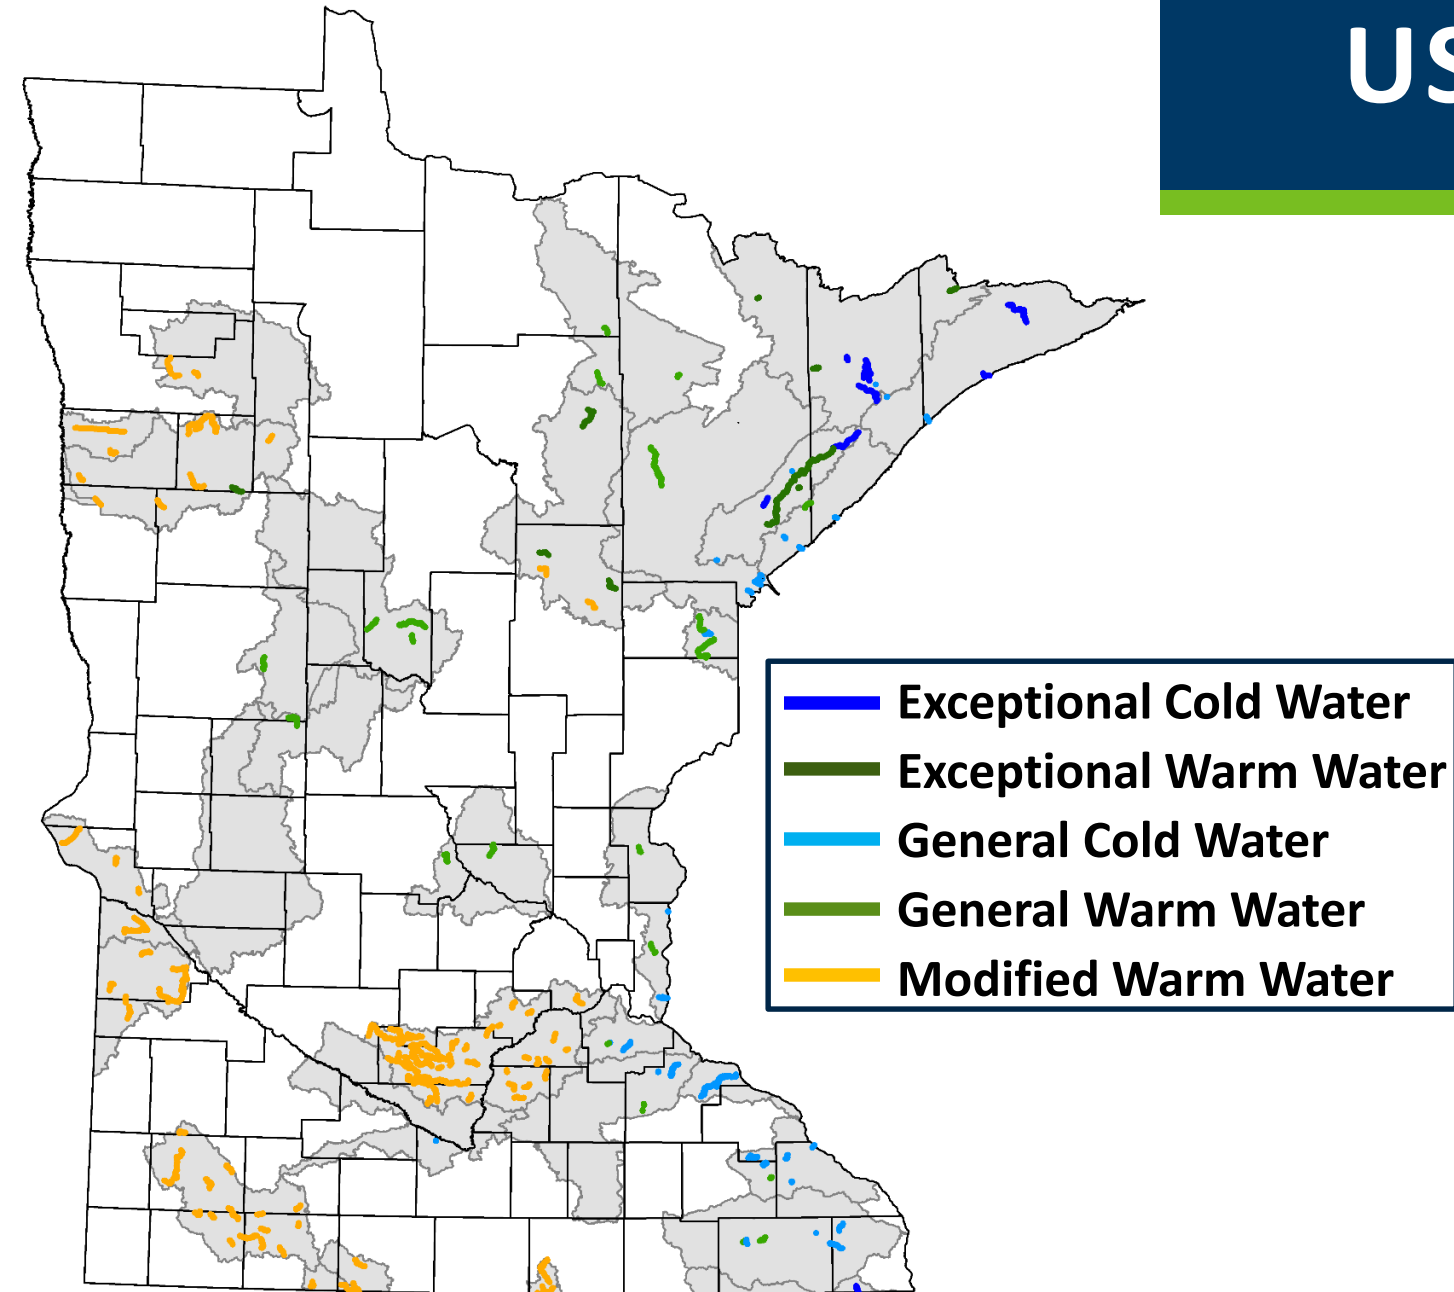 US
Exceptional Cold Water
Exceptional Warm Water
General Cold Water
General Warm Water
Modified Warm Water